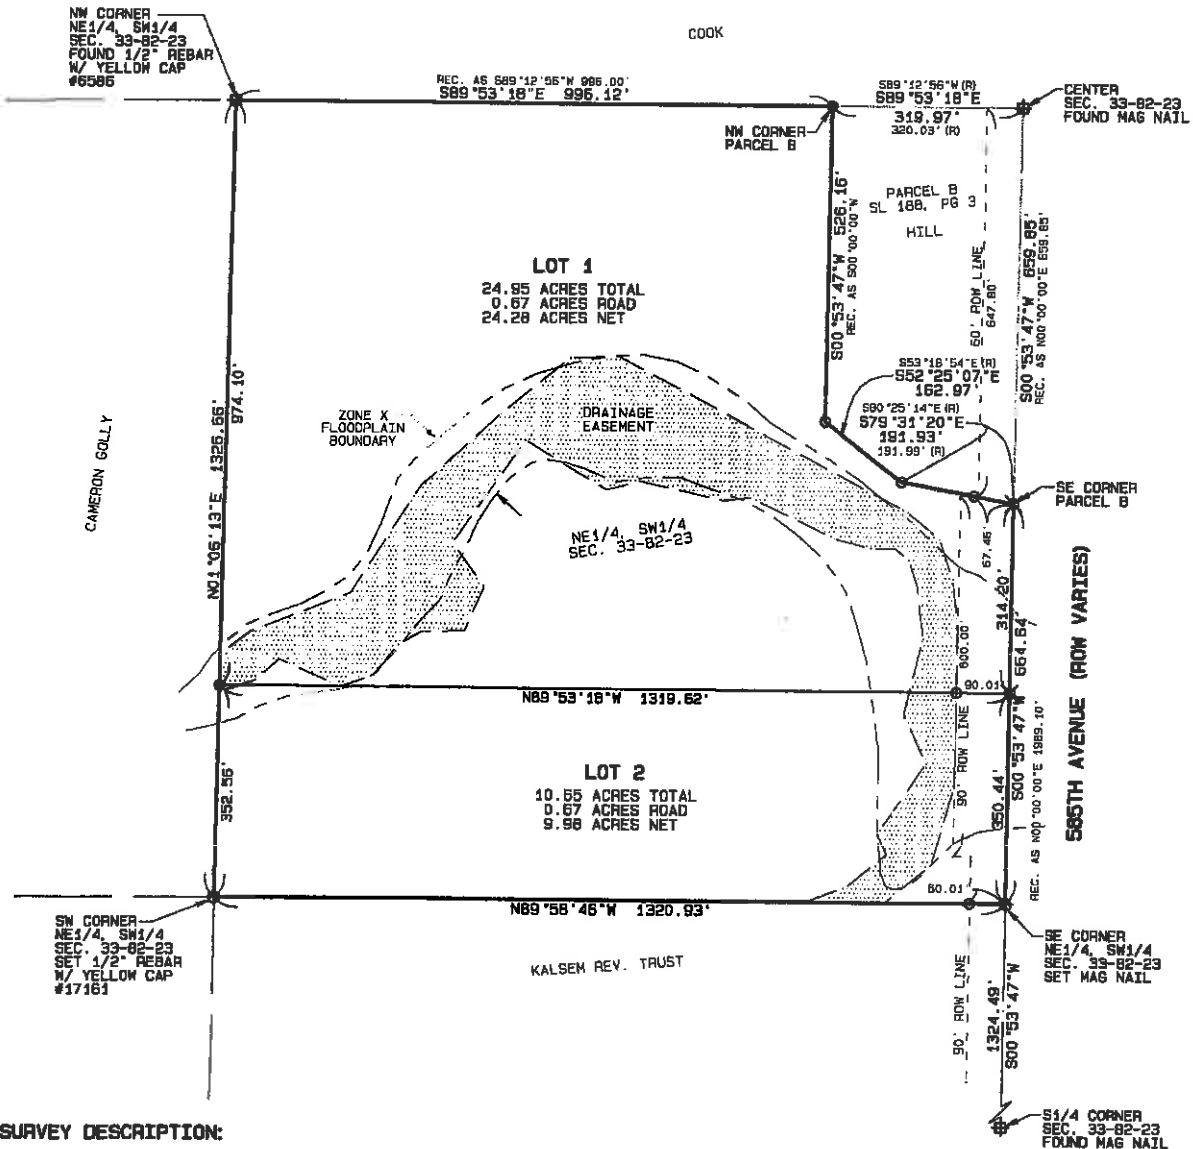 NW CORNER
NE1/4, SW1/4
SEC. 33-82-23
FOUND 1/2" REBAR
W/ YELLOW CAP
#6586
COOK
REC. AS S89°12'56"W 996.00'
S89°53'18"E 996.12'
S89°12'56"W (R)
S89°53'18"E
319.97'
320.03' (R)
CENTER
SEC. 33-82-23
FOUND MAG NAIL
NW CORNER
PARCEL B
PARCEL B
SL 188, PG 3
HILL
S00°53'47"W 526.16'
REC. AS S00°00'00"W
60' ROW LINE
647.80'
S00°53'47"W 659.85'
REC. AS N00°00'00"E 659.85'
LOT 1
24.95 ACRES TOTAL
0.67 ACRES ROAD
24.28 ACRES NET
S53°18'54"E (R)
S52°25'07"E
162.97'
S80°25'14"E (R)
S79°31'20"E
191.93'
191.99' (R)
ZONE X
FLOODPLAIN
BOUNDARY
DRAINAGE
EASEMENT
CAMERON GOLLY
N01°06'13"E 1326.66'
974.10'
NE1/4, SW1/4
SEC. 33-82-23
SE CORNER
PARCEL B
67.46'
314.20'
664.64'
600.00
90.01
585TH AVENUE (ROW VARIES)
N89°53'18"W 1319.62'
LOT 2
10.65 ACRES TOTAL
0.67 ACRES ROAD
9.98 ACRES NET
352.56'
90' ROW LINE
350.44'
S00°53'47"W
REC. AS N00°00'00"E 1989.10'
60.01
N89°56'46"W 1320.93'
SW CORNER
NE1/4, SW1/4
SEC. 33-82-23
SET 1/2" REBAR
W/ YELLOW CAP
#17161
KALSEM REV. TRUST
SE CORNER
NE1/4, SW1/4
SEC. 33-82-23
SET MAG NAIL
90' ROW LINE
1324.49'
S00°53'47"W
S1/4 CORNER
SEC. 33-82-23
FOUND MAG NAIL
SURVEY DESCRIPTION: